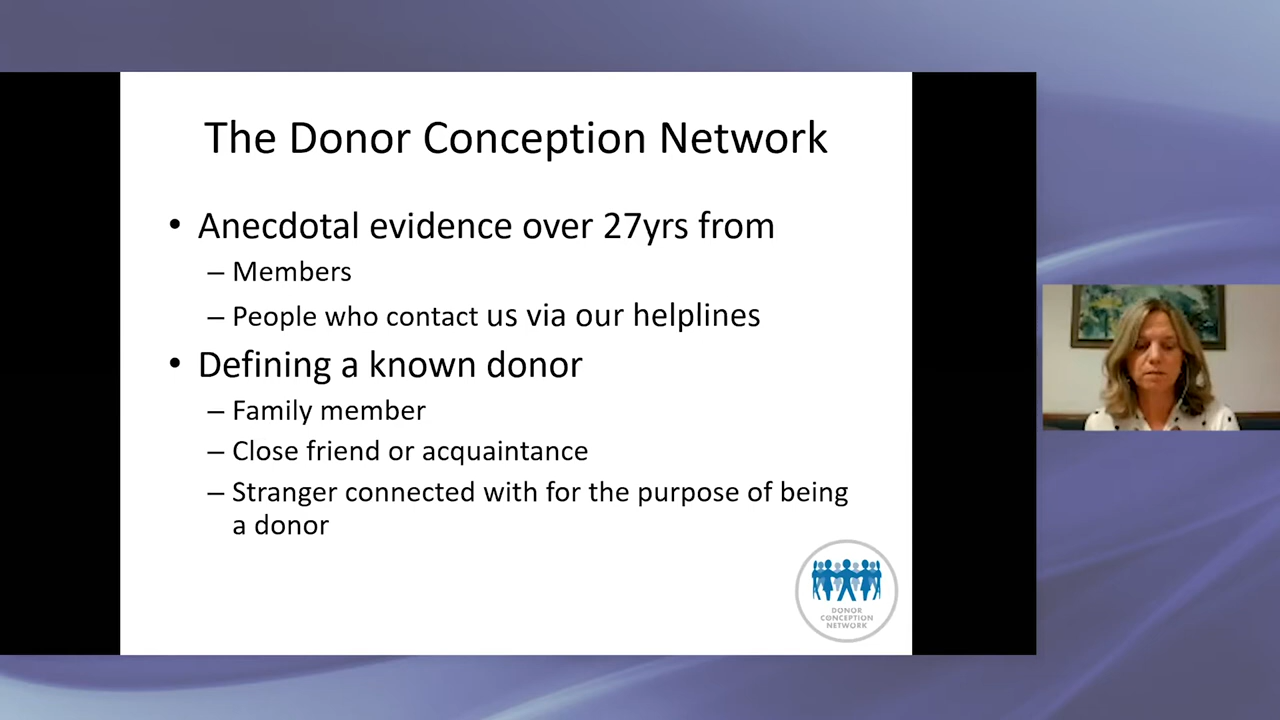 The Donor Conception Network
• Anecdotal evidence over 27yrs from
– Members
– People who contact us via our helplines
• Defining a known donor
– Family member
– Close friend or acquaintance
– Stranger connected with for the purpose of being
a donor
DONOR
CONCEPTION
NETWORK